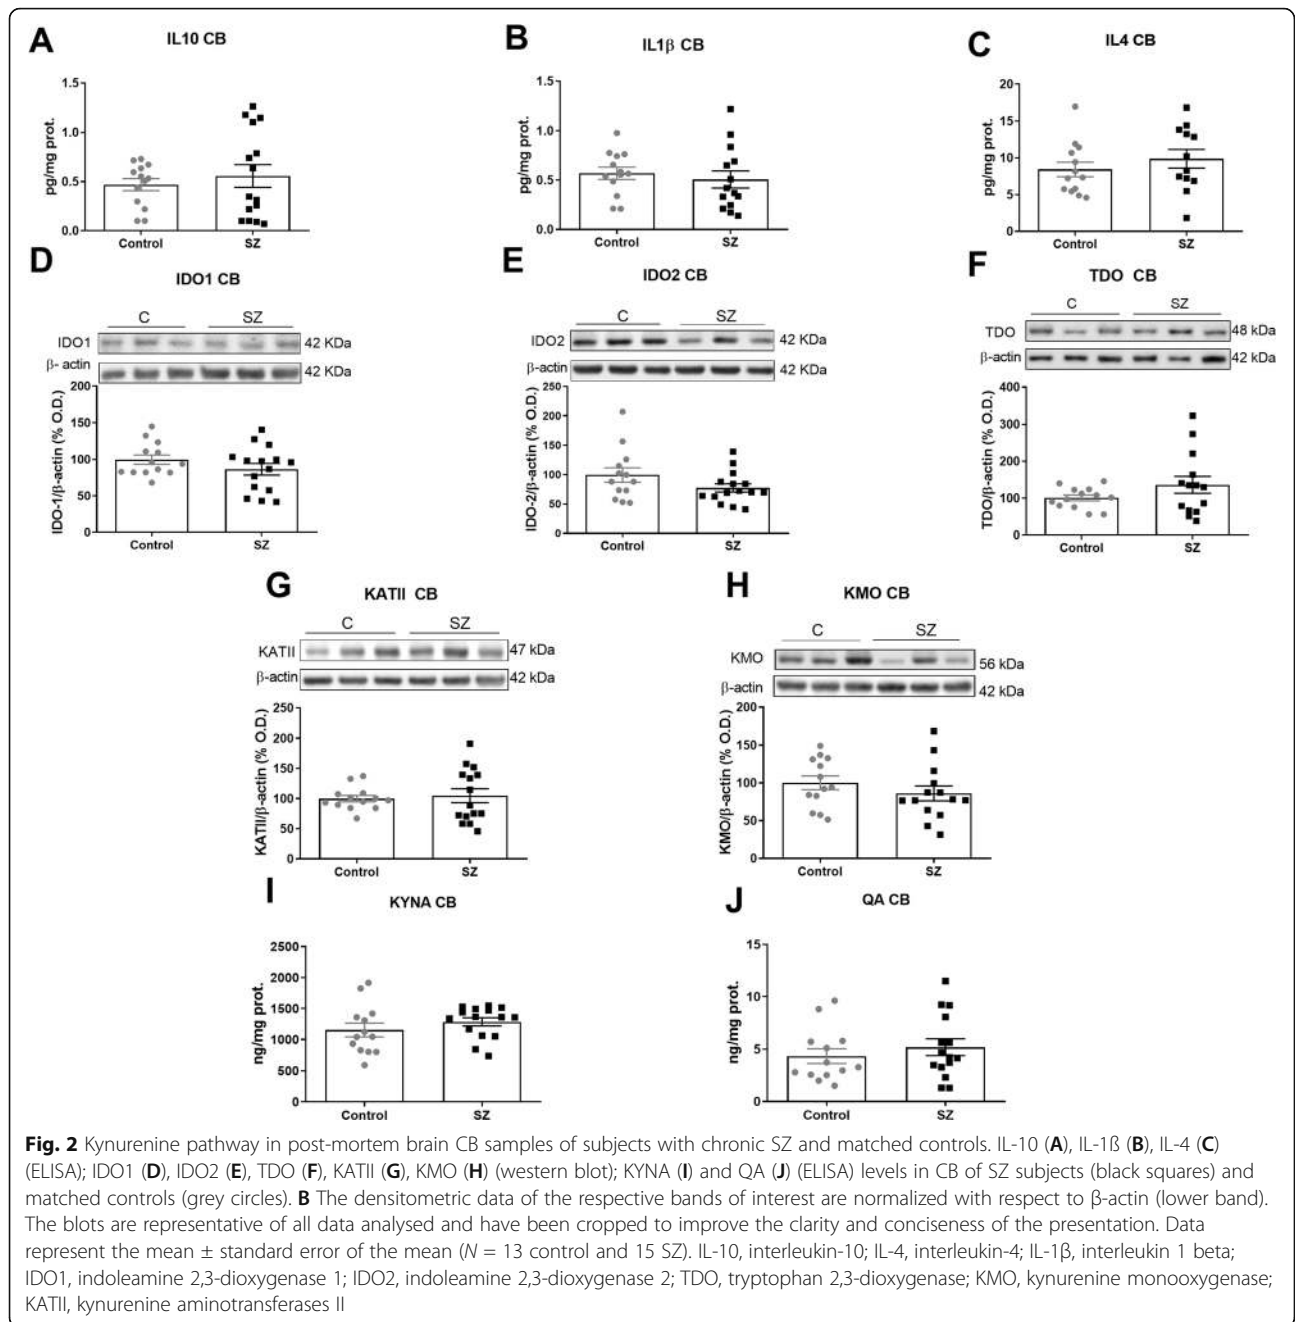 A
IL10 CB
pg/mg prot.
1.5
1.0
0.5
0.0
Control
SZ
B
IL1β CB
pg/mg prot.
1.5
1.0
0.5
0.0
Control
SZ
C
IL4 CB
pg/mg prot.
20
15
10
5
0
Control
SZ
D
IDO1 CB
C
SZ
IDO1
42 KDa
β- actin
42 KDa
IDO-1/β-actin (% O.D.)
200
150
100
50
0
Control
SZ
E
IDO2 CB
C
SZ
IDO2
42 KDa
β-actin
42 KDa
IDO-2/β-actin (% O.D.)
250
200
150
100
50
0
Control
SZ
F
TDO CB
C
SZ
TDO
48 kDa
β-actin
42 kDa
TDO/β-actin (% O.D.)
400
300
200
100
0
Control
SZ
G
KATII CB
C
SZ
KATII
47 kDa
β-actin
42 kDa
KATII/β-actin (% O.D.)
250
200
150
100
50
0
Control
SZ
H
KMO CB
C
SZ
KMO
56 kDa
β-actin
42 kDa
KMO/β-actin (% O.D.)
200
150
100
50
0
Control
SZ
I
KYNA CB
ng/mg prot.
2500
2000
1500
1000
500
0
Control
SZ
J
QA CB
ng/mg prot.
15
10
5
0
Control
SZ
Fig. 2 Kynurenine pathway in post-mortem brain CB samples of subjects with chronic SZ and matched controls. IL-10 (A), IL-1ß (B), IL-4 (C)
(ELISA); IDO1 (D), IDO2 (E), TDO (F), KATII (G), KMO (H) (western blot); KYNA (I) and QA (J) (ELISA) levels in CB of SZ subjects (black squares) and
matched controls (grey circles). B The densitometric data of the respective bands of interest are normalized with respect to β-actin (lower band).
The blots are representative of all data analysed and have been cropped to improve the clarity and conciseness of the presentation. Data
represent the mean ± standard error of the mean (N = 13 control and 15 SZ). IL-10, interleukin-10; IL-4, interleukin-4; IL-1β, interleukin 1 beta;
IDO1, indoleamine 2,3-dioxygenase 1; IDO2, indoleamine 2,3-dioxygenase 2; TDO, tryptophan 2,3-dioxygenase; KMO, kynurenine monooxygenase;
KATII, kynurenine aminotransferases II